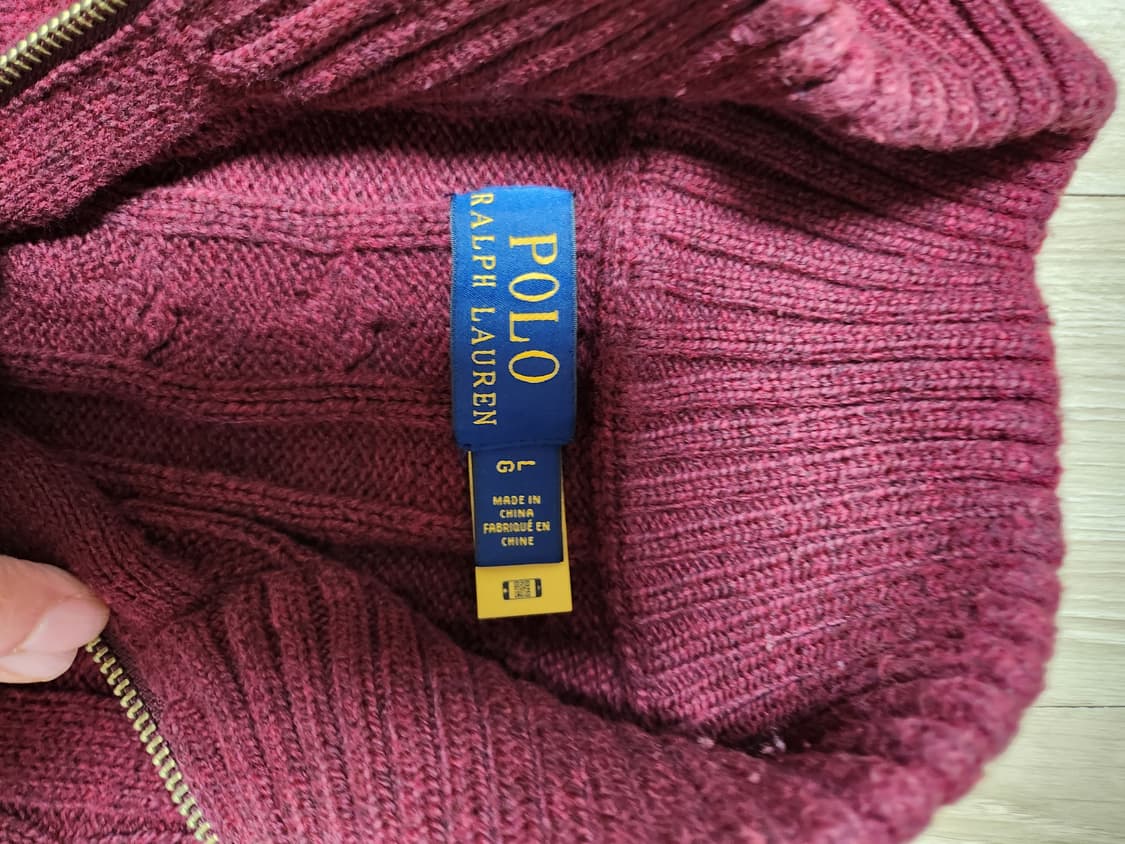 POLO
RALPH LAUREN
L
G
MADE IN
CHINA
FABRIQUÉ EN
CHINE